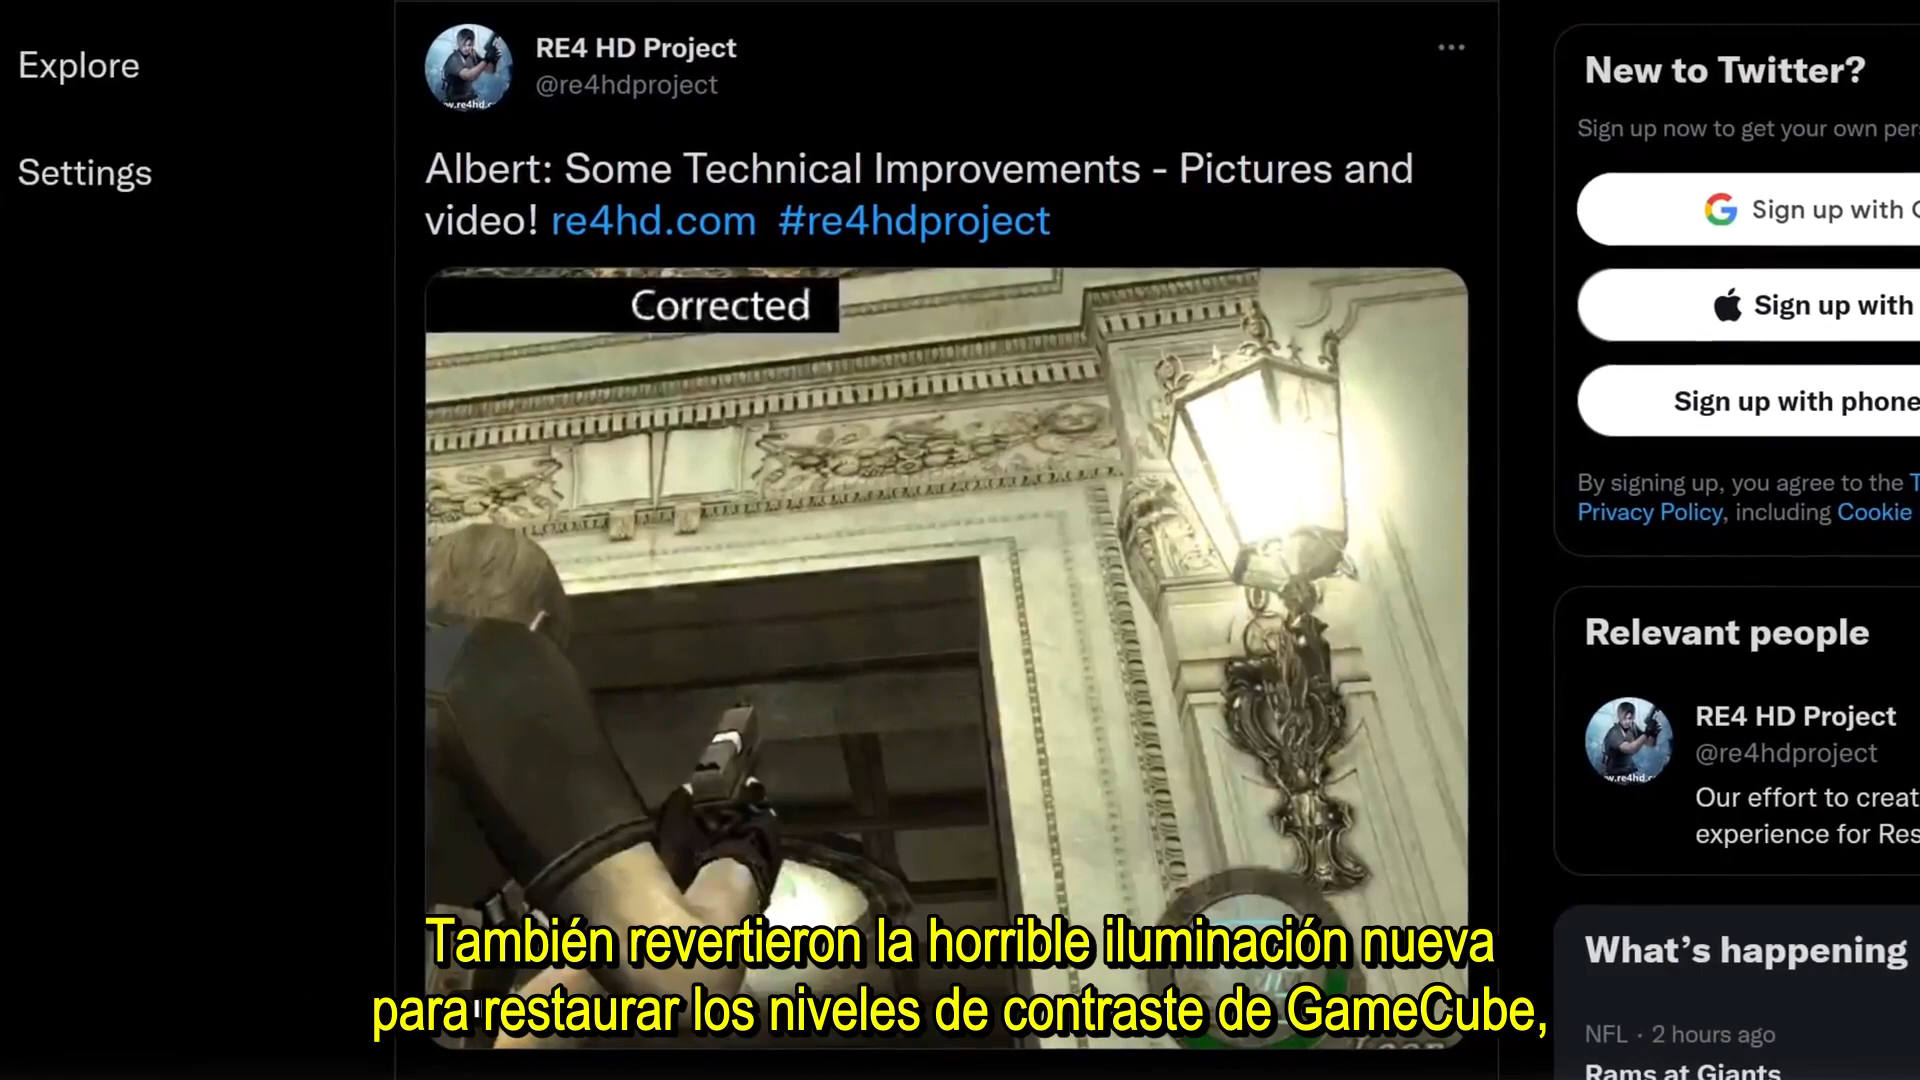 Explore
Settings
RE4 HD Project
@re4hdproject
Albert: Some Technical Improvements - Pictures and
video! re4hd.com #re4hdproject
Corrected
También revertieron la horrible iluminación nueva
para restaurar los niveles de contraste de GameCube,
New to Twitter?
Sign up now to get your own per
Sign up with G
Sign up with
Sign up with phone
By signing up, you agree to the T
Privacy Policy, including Cookie
Relevant people
RE4 HD Project
@re4hdproject
Our effort to creat
experience for Res
What's happening
NFL · 2 hours ago
Rams at Giants